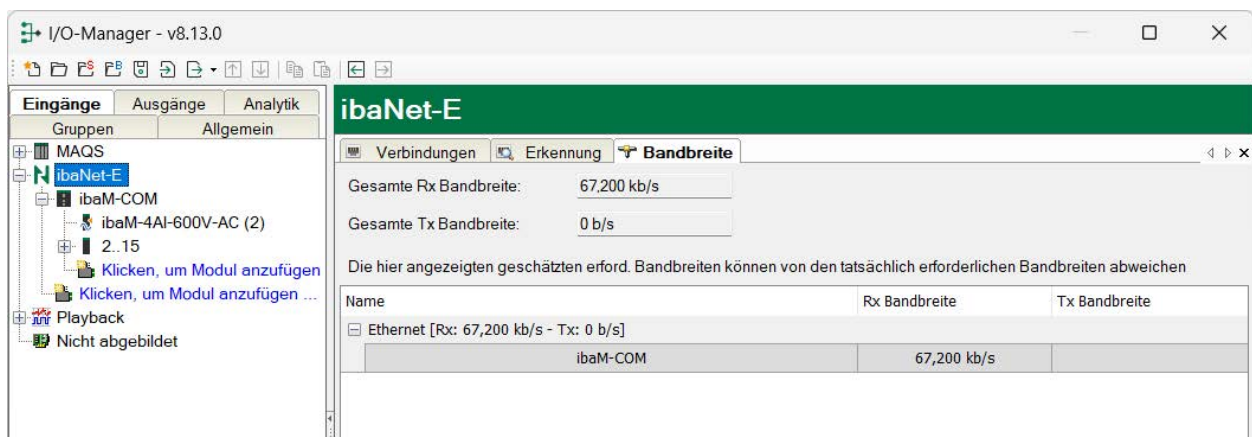 I/O-Manager - v8.13.0
Eingänge Ausgänge Analytik
Gruppen Allgemein
MAQS
ibaNet-E
ibaM-COM
ibaM-4AI-600V-AC (2)
2..15
Klicken, um Modul anzufügen
Klicken, um Modul anzufügen ...
Playback
Nicht abgebildet
ibaNet-E
Verbindungen Erkennung Bandbreite
Gesamte Rx Bandbreite: 67,200 kb/s
Gesamte Tx Bandbreite: 0 b/s
Die hier angezeigten geschätzten erford. Bandbreiten können von den tatsächlich erforderlichen Bandbreiten abweichen
Name Rx Bandbreite Tx Bandbreite
Ethernet [Rx: 67,200 kb/s - Tx: 0 b/s]
ibaM-COM 67,200 kb/s